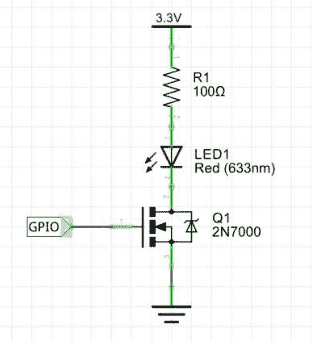 3.3V
R1
100Ω
LED1
Red (633nm)
GPIO
Q1
2N7000